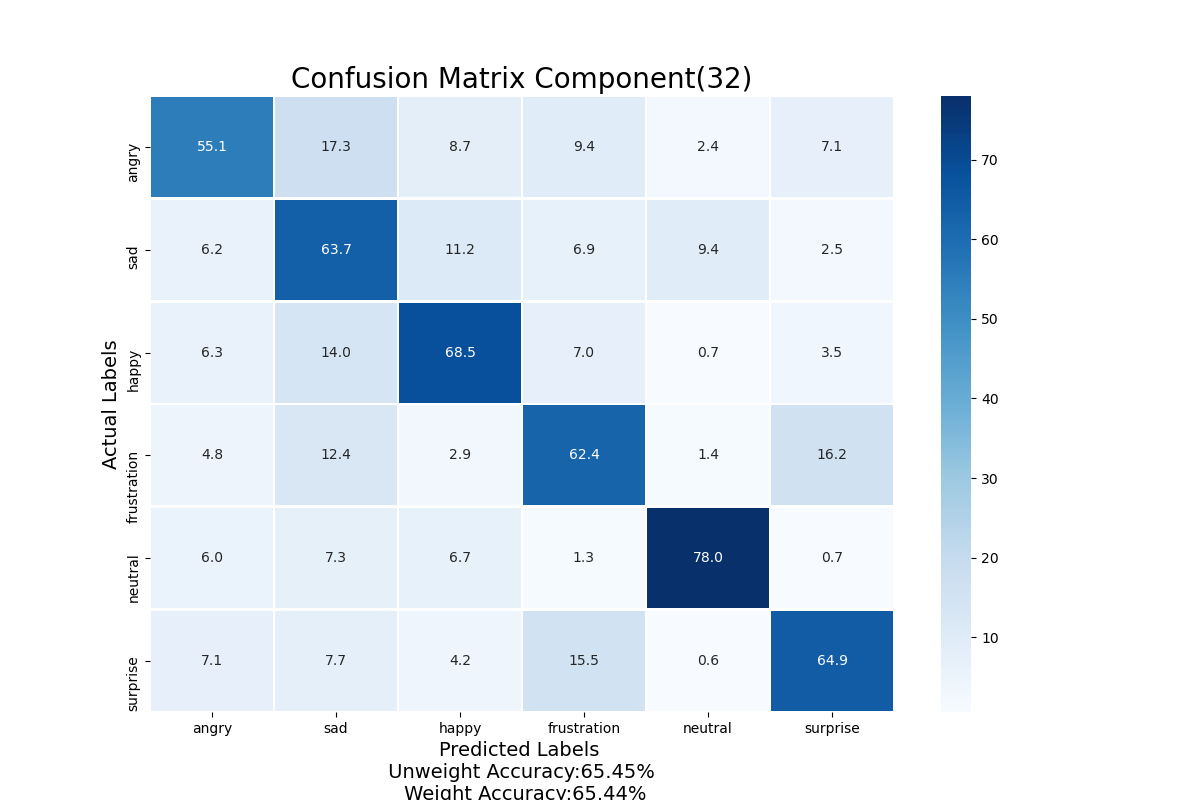 Confusion Matrix Component(32)
Actual Labels
angry 55.1 17.3 8.7 9.4 2.4 7.1
sad 6.2 63.7 11.2 6.9 9.4 2.5
happy 6.3 14.0 68.5 7.0 0.7 3.5
frustration 4.8 12.4 2.9 62.4 1.4 16.2
neutral 6.0 7.3 6.7 1.3 78.0 0.7
surprise 7.1 7.7 4.2 15.5 0.6 64.9
angry sad happy frustration neutral surprise
Predicted Labels
Unweight Accuracy:65.45%
Weight Accuracy:65.44%
70
60
50
40
30
20
10